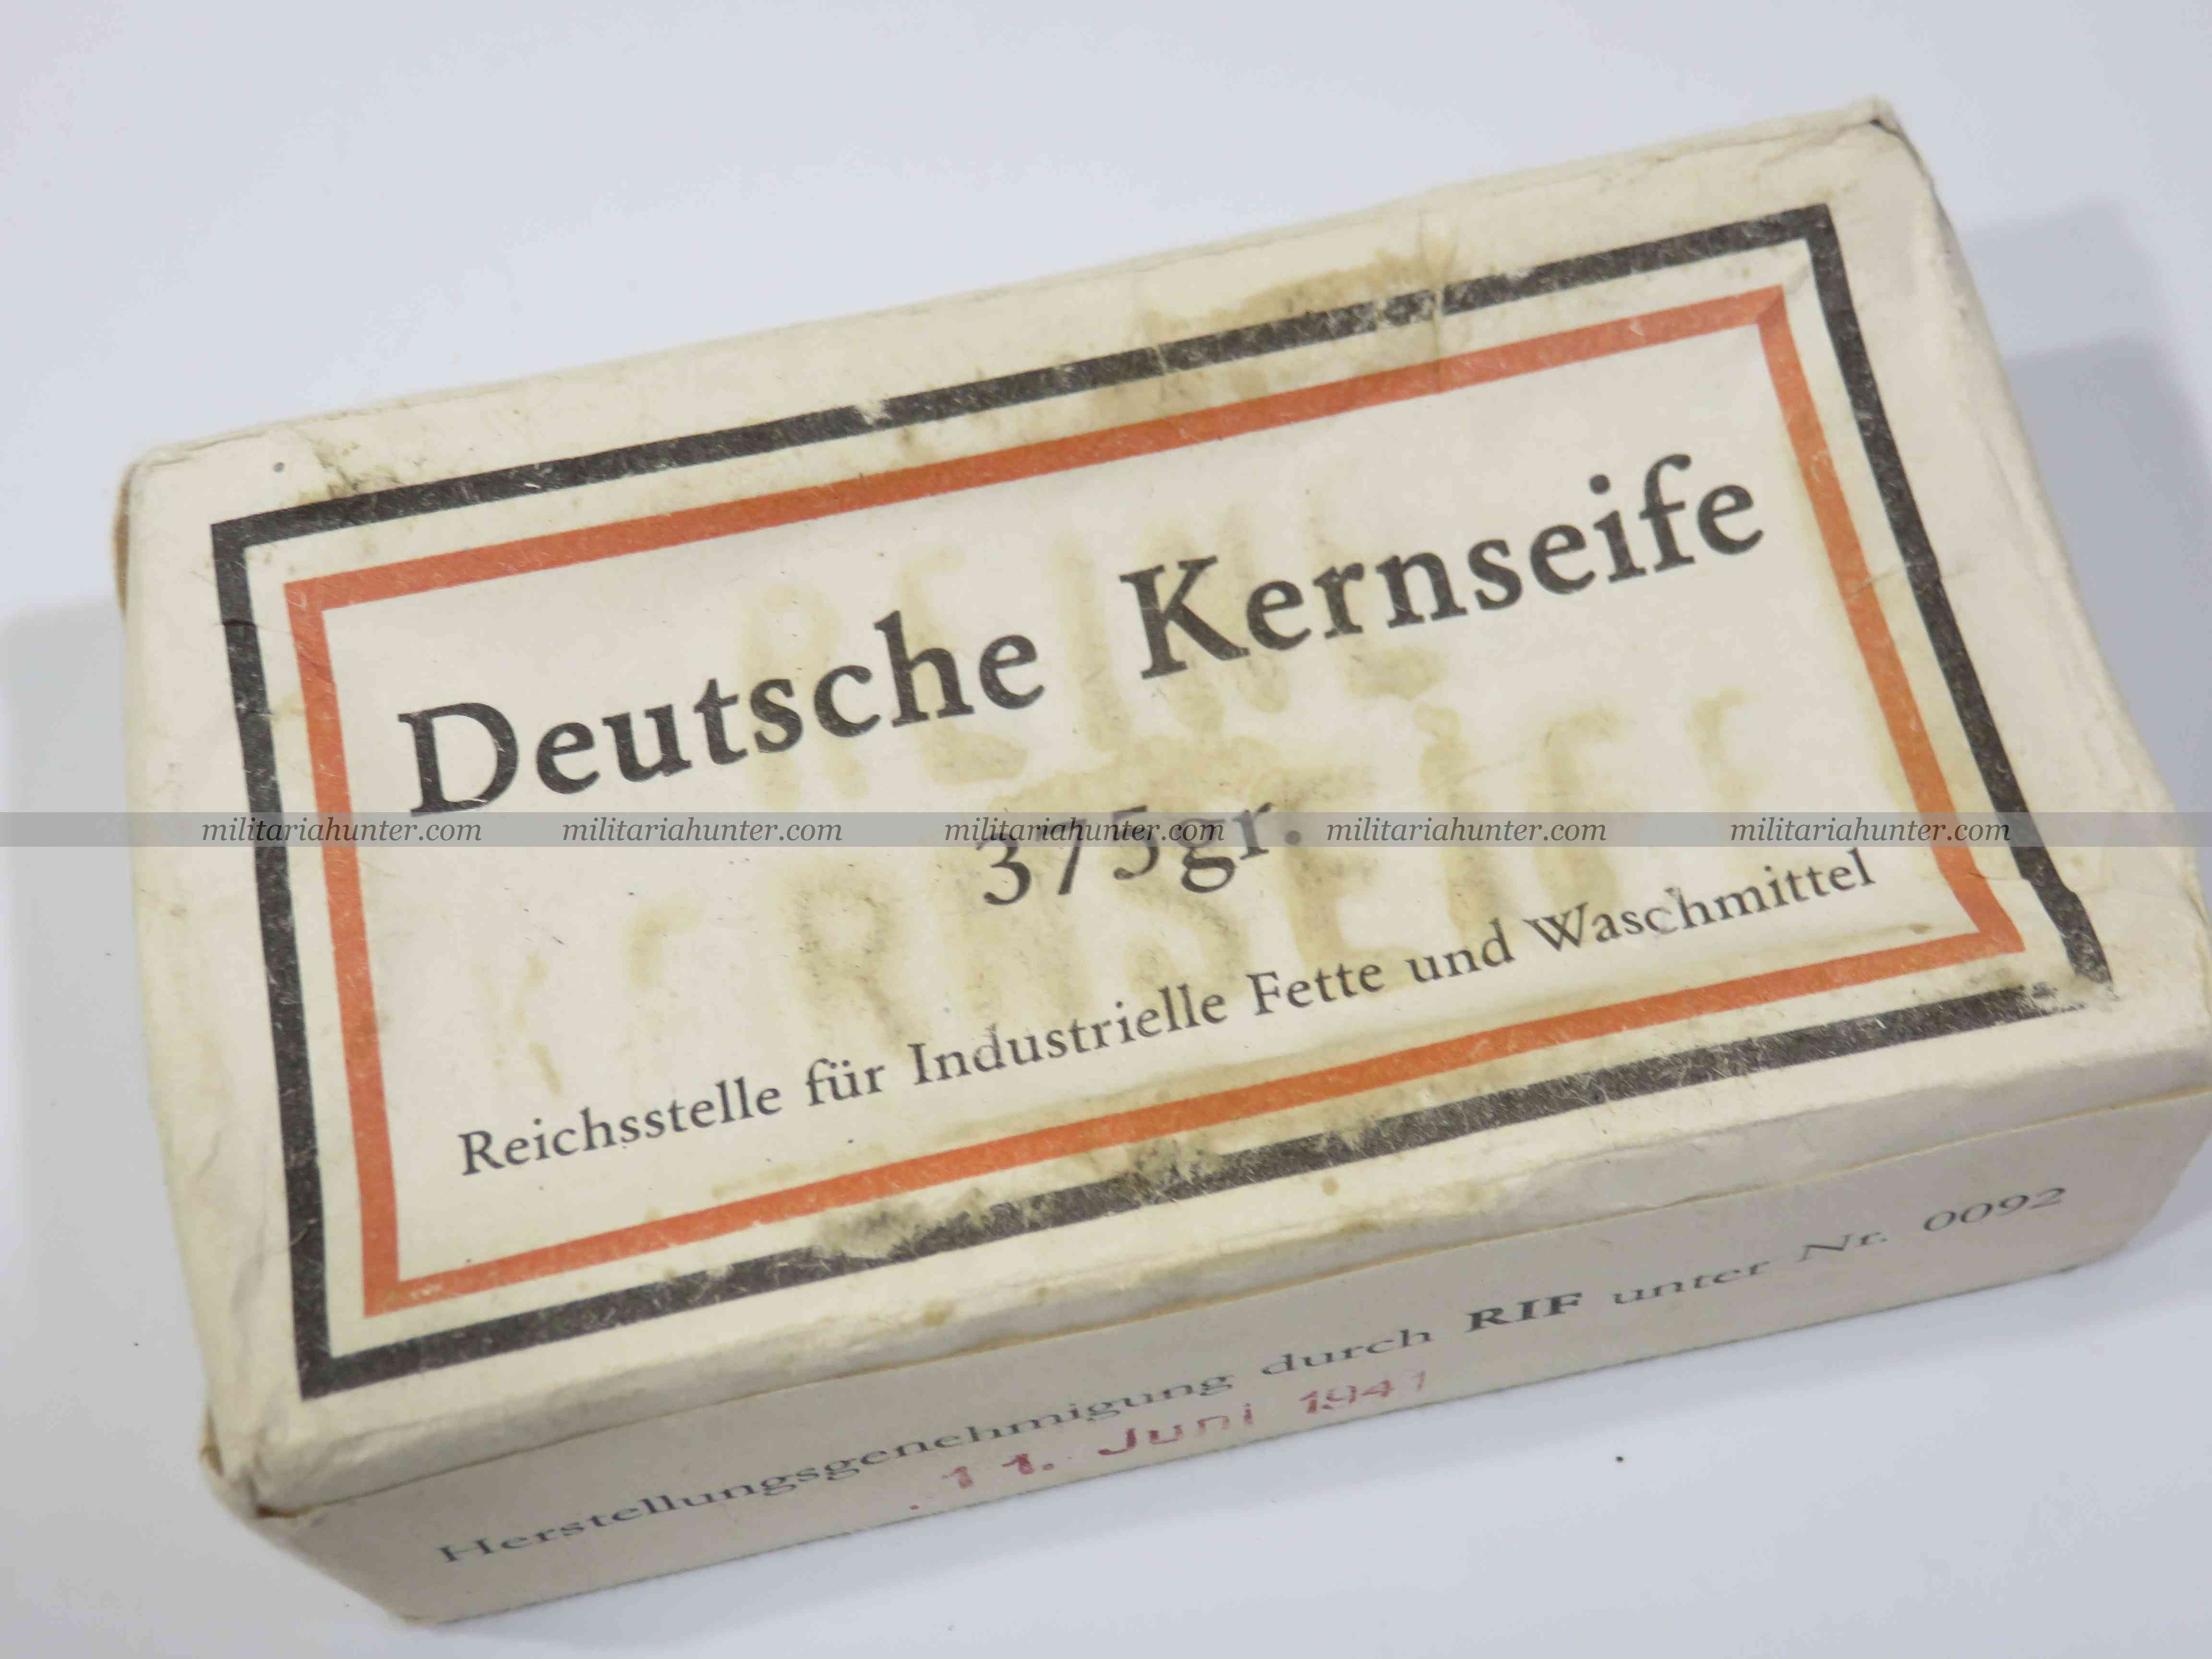 Deutsche Kernseife
375gr.
militariahunter.com militariahunter.com militariahunter.com militariahunter.com militariahunter.com
Reichsstelle für Industrielle Fette und Waschmittel
Herstellungsgenehmigung durch RIF unter Nr. 0092
11. Juni 1941